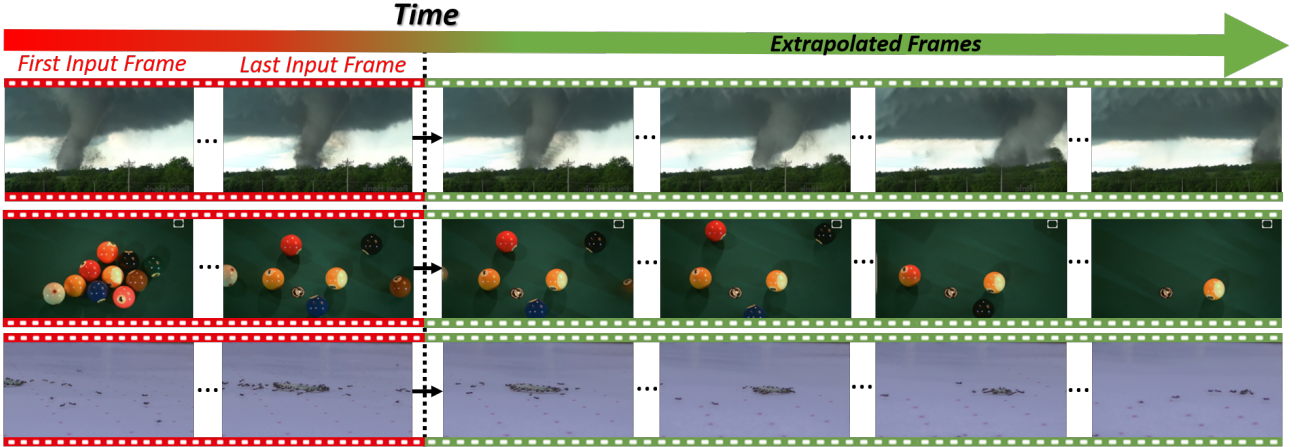 Time
Extrapolated Frames
First Input Frame
Last Input Frame